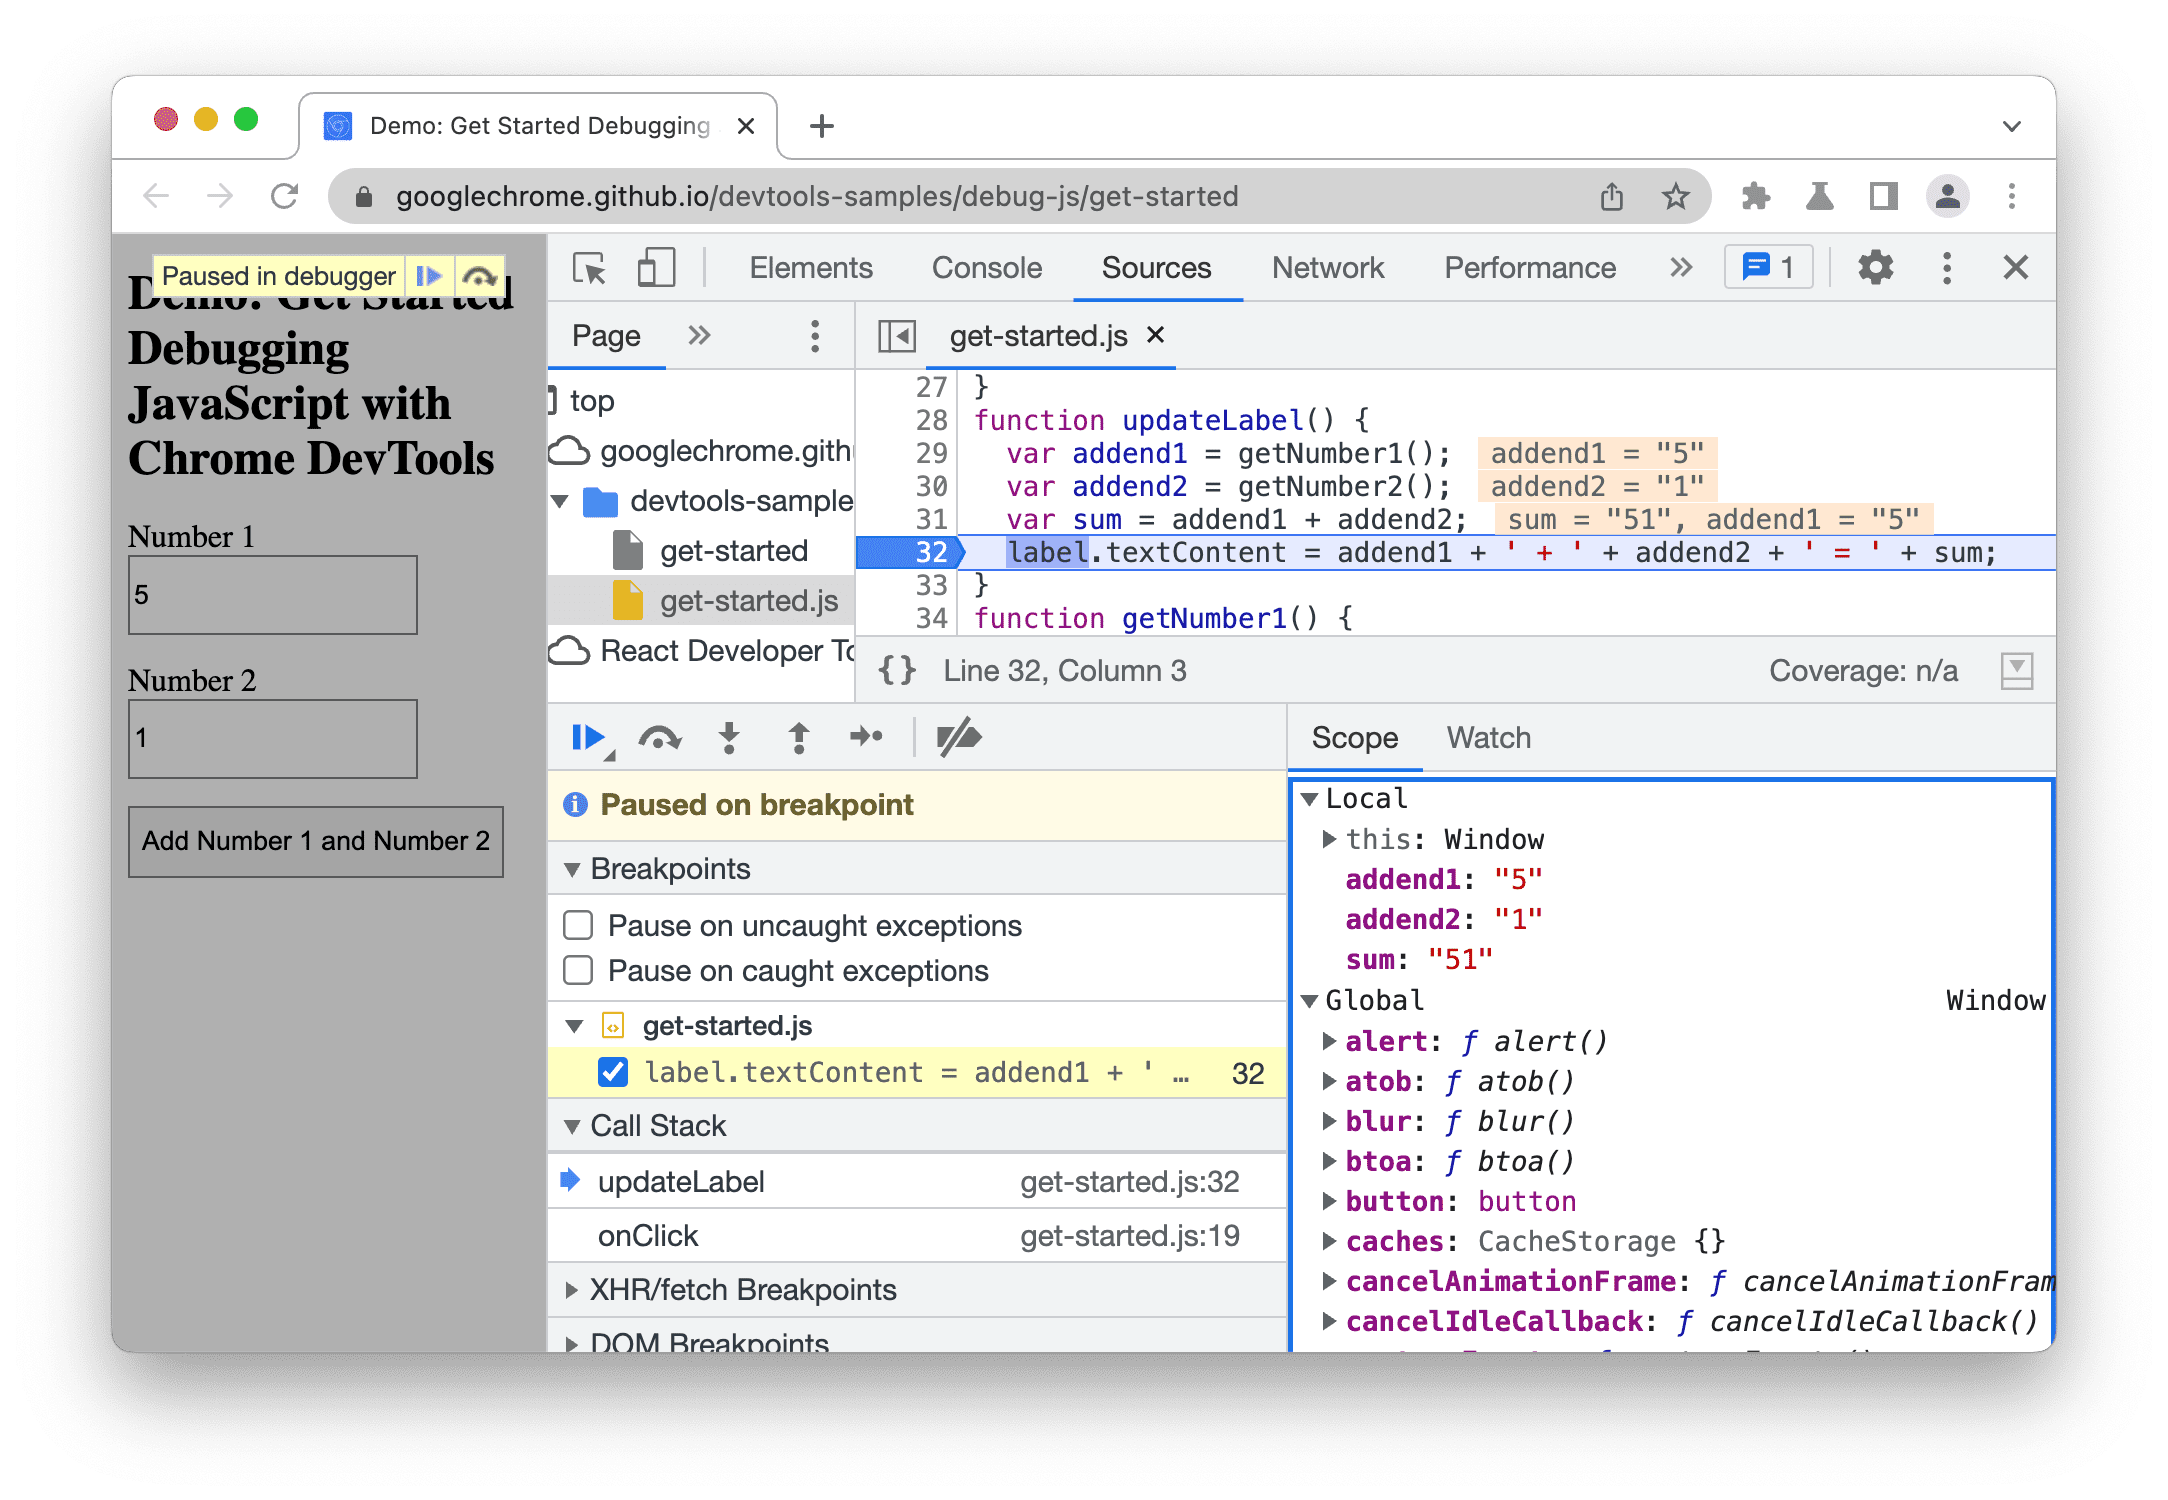 Demo: Get Started Debugging
googlechrome.github.io/devtools-samples/debug-js/get-started
Paused in debugger
Demo: Get Started
Debugging
JavaScript with
Chrome DevTools
Number 1
5
Number 2
1
Add Number 1 and Number 2
Elements Console Sources Network Performance 1
Page
top
googlechrome.gith
devtools-sample
get-started
get-started.js
React Developer To
get-started.js
27 }
28 function updateLabel() {
29 var addend1 = getNumber1(); addend1 = "5"
30 var addend2 = getNumber2(); addend2 = "1"
31 var sum = addend1 + addend2; sum = "51", addend1 = "5"
32 label.textContent = addend1 + ' + ' + addend2 + ' = ' + sum;
33 }
34 function getNumber1() {
{} Line 32, Column 3 Coverage: n/a
Paused on breakpoint
Breakpoints
Pause on uncaught exceptions
Pause on caught exceptions
get-started.js
label.textContent = addend1 + ' … 32
Call Stack
updateLabel get-started.js:32
onClick get-started.js:19
XHR/fetch Breakpoints
DOM Breakpoints
Scope Watch
Local
this: Window
addend1: "5"
addend2: "1"
sum: "51"
Global Window
alert: ƒ alert()
atob: ƒ atob()
blur: ƒ blur()
btoa: ƒ btoa()
button: button
caches: CacheStorage {}
cancelAnimationFrame: ƒ cancelAnimationFram
cancelIdleCallback: ƒ cancelIdleCallback()